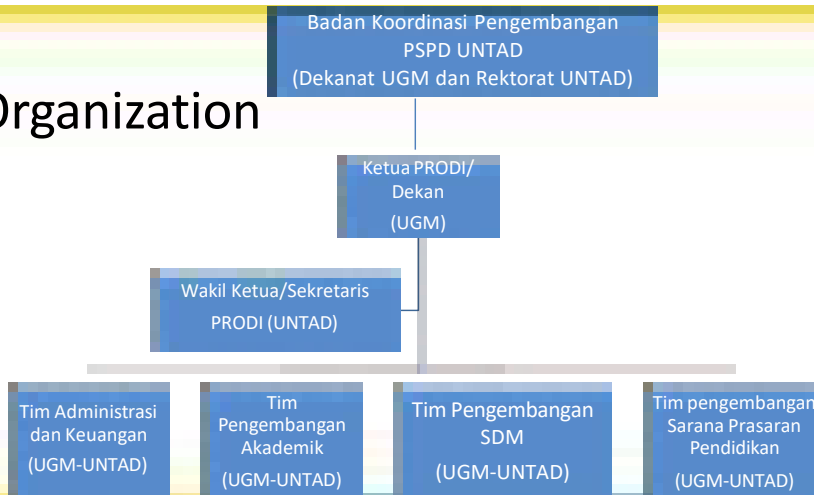 Badan Koordinasi Pengembangan
PSPD UNTAD
(Dekanat UGM dan Rektorat UNTAD)
Organization
Ketua PRODI/
Dekan
(UGM)
Wakil Ketua/Sekretaris
PRODI (UNTAD)
Tim Administrasi
dan Keuangan
(UGM-UNTAD)
Tim
Pengembangan
Akademik
(UGM-UNTAD)
Tim Pengembangan
SDM
(UGM-UNTAD)
Tim pengembangan
Sarana Prasaran
Pendidikan
(UGM-UNTAD)